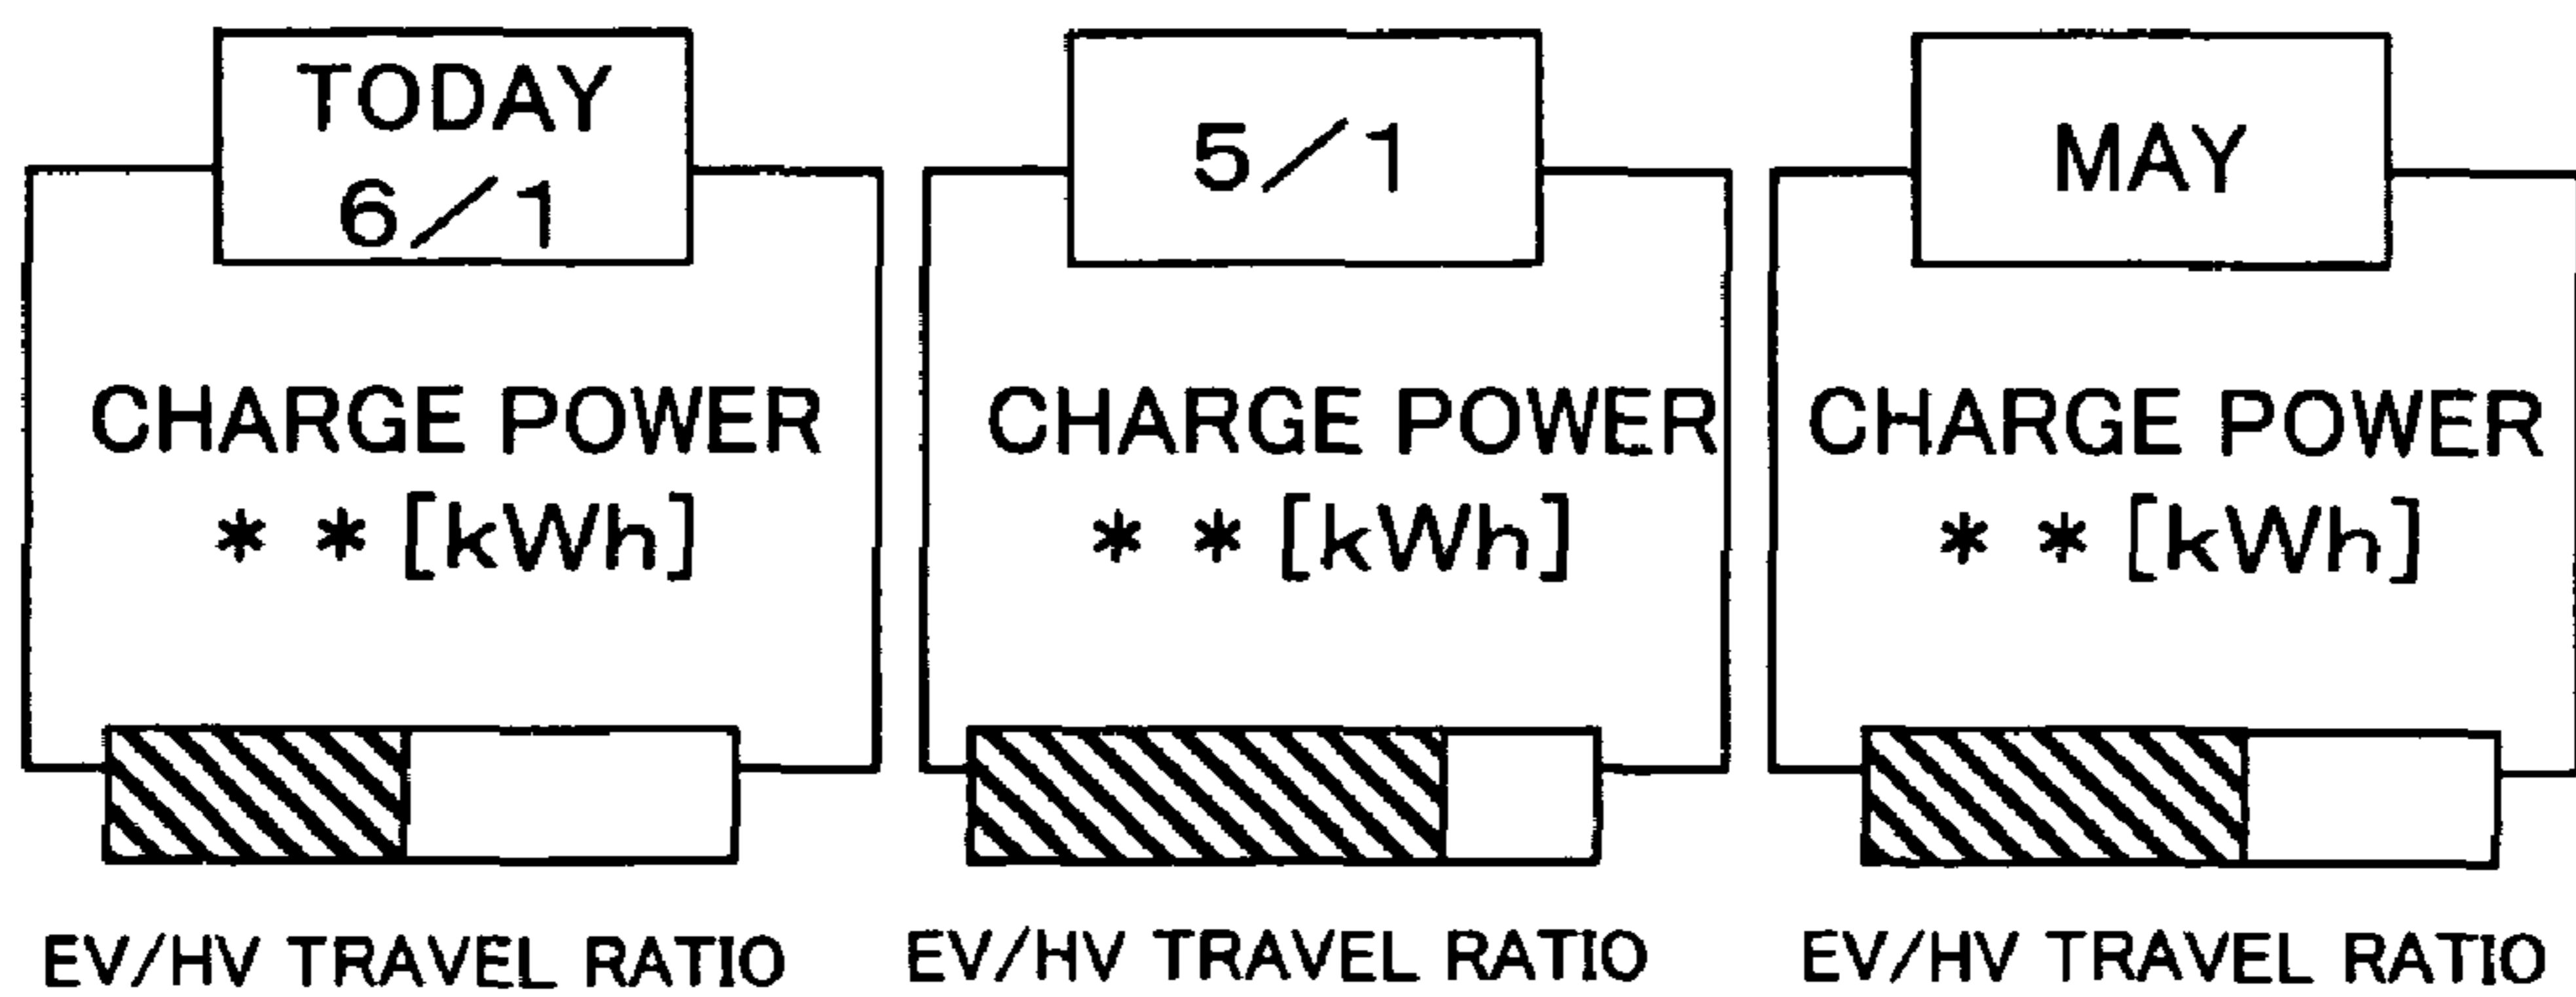 TODAY
6/1
CHARGE POWER
* * [kWh]
EV/HV TRAVEL RATIO
5/1
CHARGE POWER
* * [kWh]
EV/HV TRAVEL RATIO
MAY
CHARGE POWER
* * [kWh]
EV/HV TRAVEL RATIO